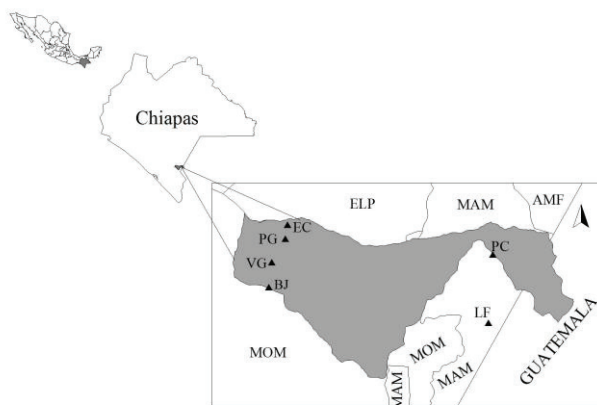 Chiapas
ELP
MAM
AMF
EC
PG
PC
VG
BJ
LF
MOM
MOM
MAM
MAM
GUATEMALA